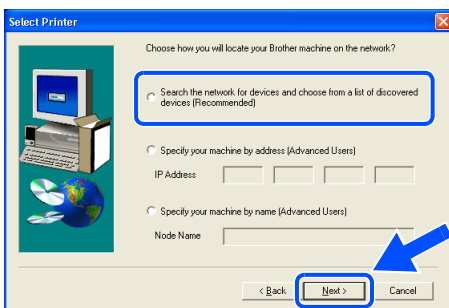 Select Printer
Choose how you will locate your Brother machine on the network?
Search the network for devices and choose from a list of discovered
devices (Recommended)
Specify your machine by address (Advanced Users)
IP Address
Specify your machine by name (Advanced Users)
Node Name
< Back
Next >
Cancel